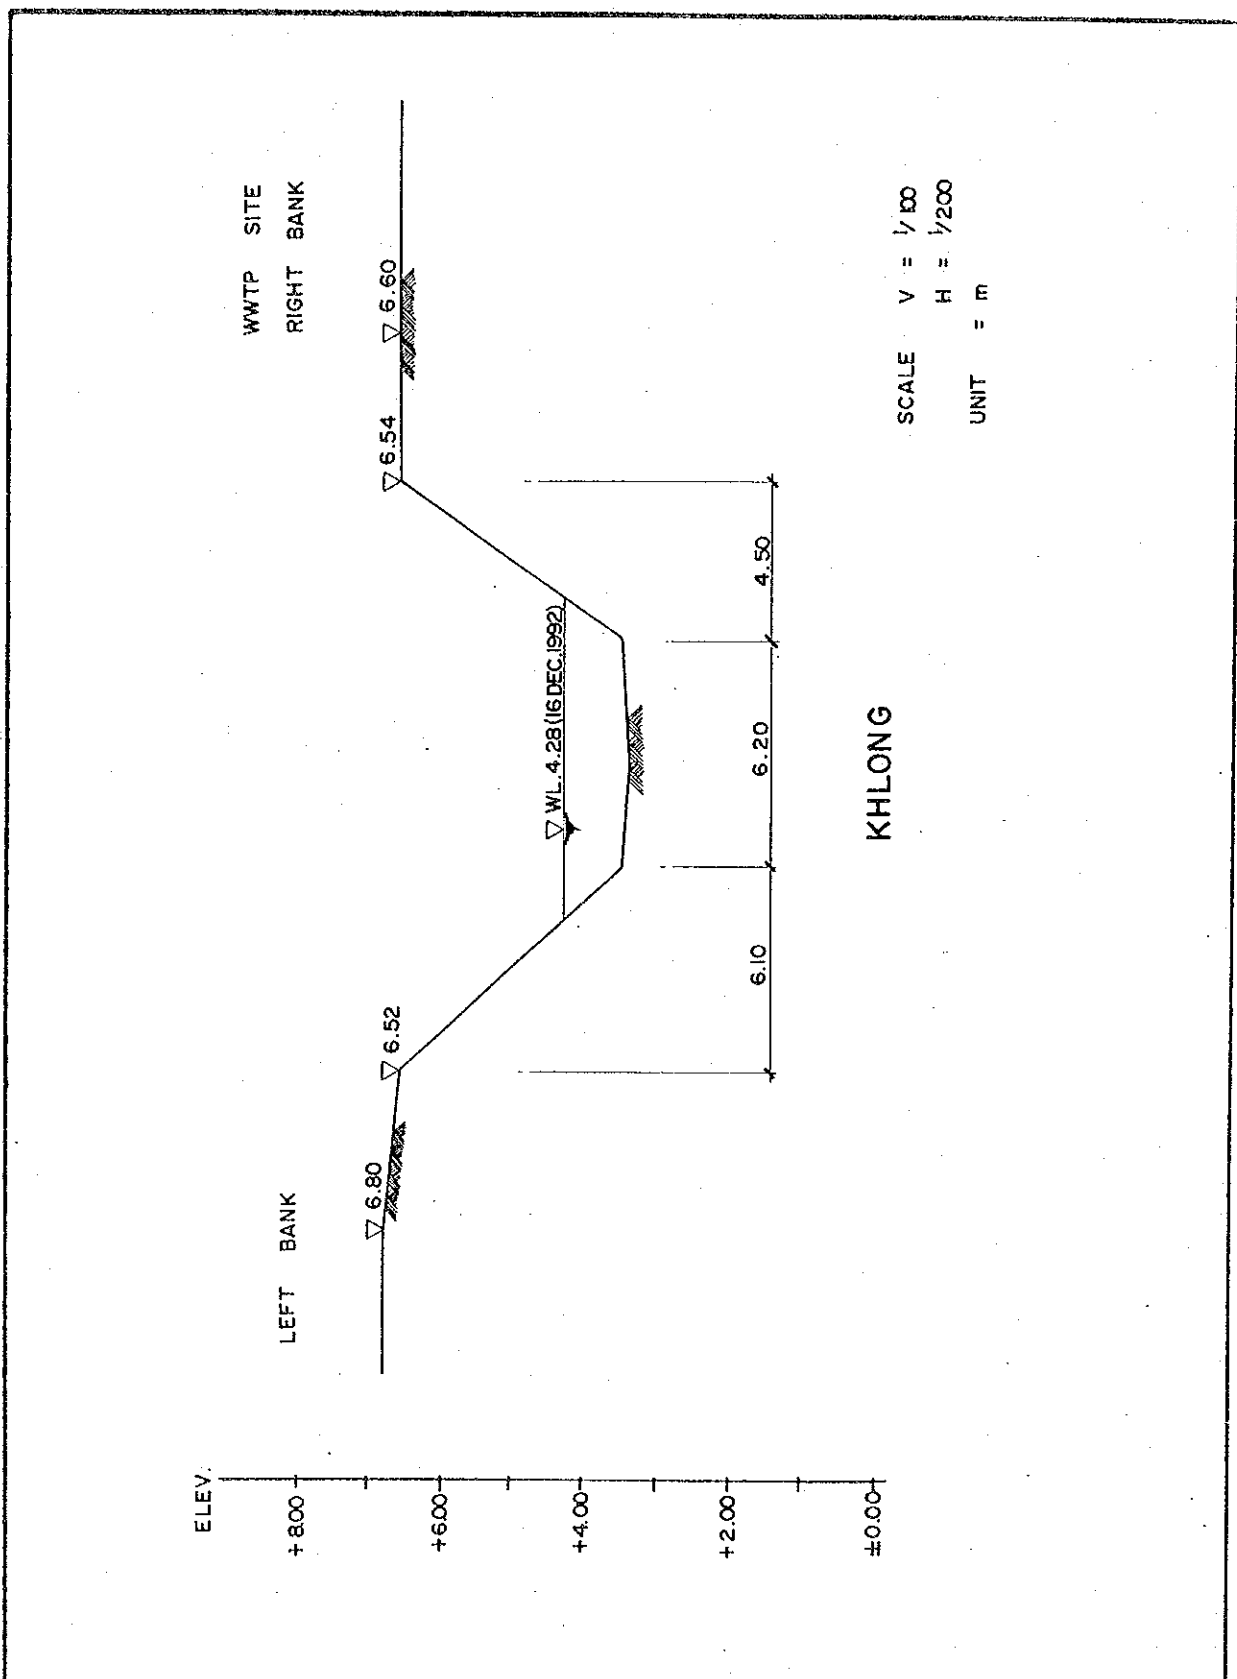 WWTP SITE
RIGHT BANK
LEFT BANK
ELEV.
+8.00
+6.00
+4.00
+2.00
±0.00
6.80
6.52
WL.4.28(16 DEC.1992)
6.54
6.60
6.10
6.20
4.50
KHLONG
SCALE V = 1/100
H = 1/200
UNIT = m